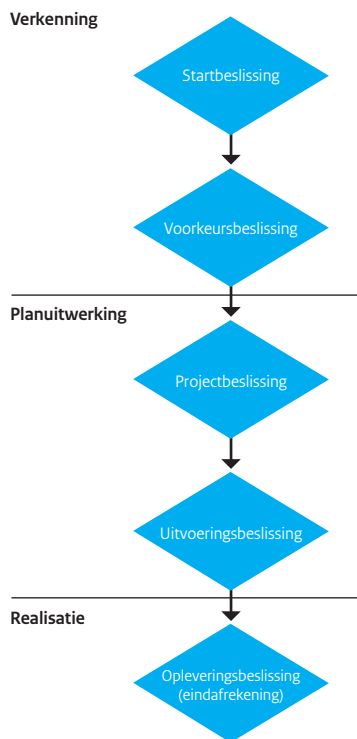 Verkenning
Startbeslissing
Voorkeursbeslissing
Planuitwerking
Projectbeslissing
Uitvoeringsbeslissing
Realisatie
Opleveringsbeslissing
(eindafrekening)